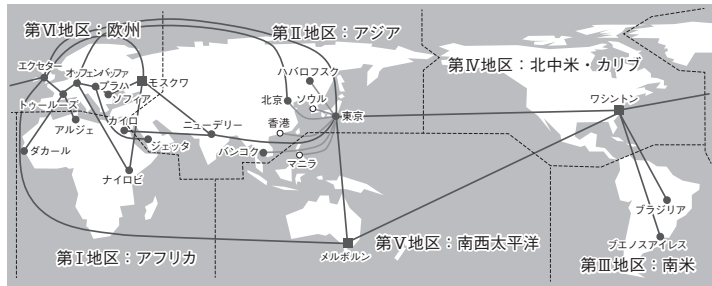 第Ⅵ地区：欧州
第Ⅱ地区：アジア
第Ⅳ地区：北中米・カリブ
エクセター
オッフェンバッファ
プラハ
モスクワ
ソフィア
トゥールーズ
アルジェ
カイロ
ダカール
ジェッタ
ナイロビ
ニューデリー
ハバロフスク
北京
ソウル
東京
香港
バンコク
マニラ
ワシントン
ブラジリア
ブエノスアイレス
メルボルン
第Ⅰ地区：アフリカ
第Ⅴ地区：南西太平洋
第Ⅲ地区：南米